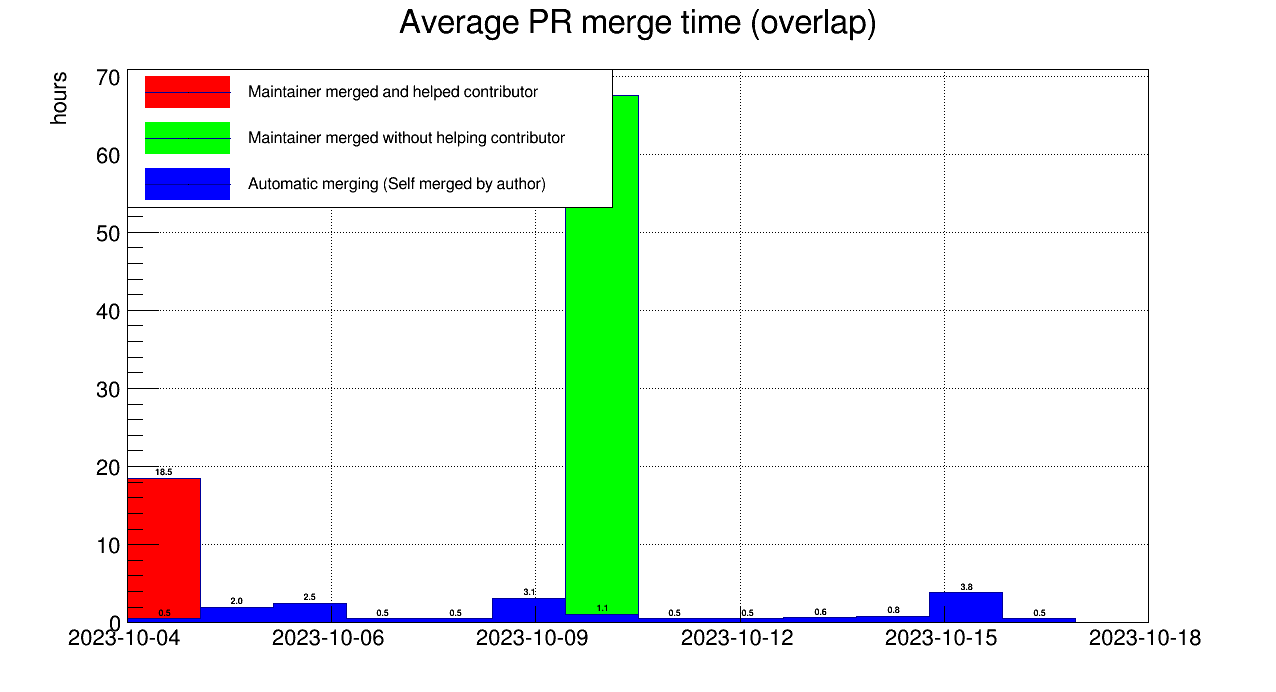 Average PR merge time (overlap)
hours
70
60
50
40
30
20
10
0
Maintainer merged and helped contributor
Maintainer merged without helping contributor
Automatic merging (Self merged by author)
18.5
0.5 2.0 2.5 0.5 0.5 3.1 1.1 0.5 0.5 0.6 0.8 3.8 0.5
2023-10-04 2023-10-06 2023-10-09 2023-10-12 2023-10-15 2023-10-18